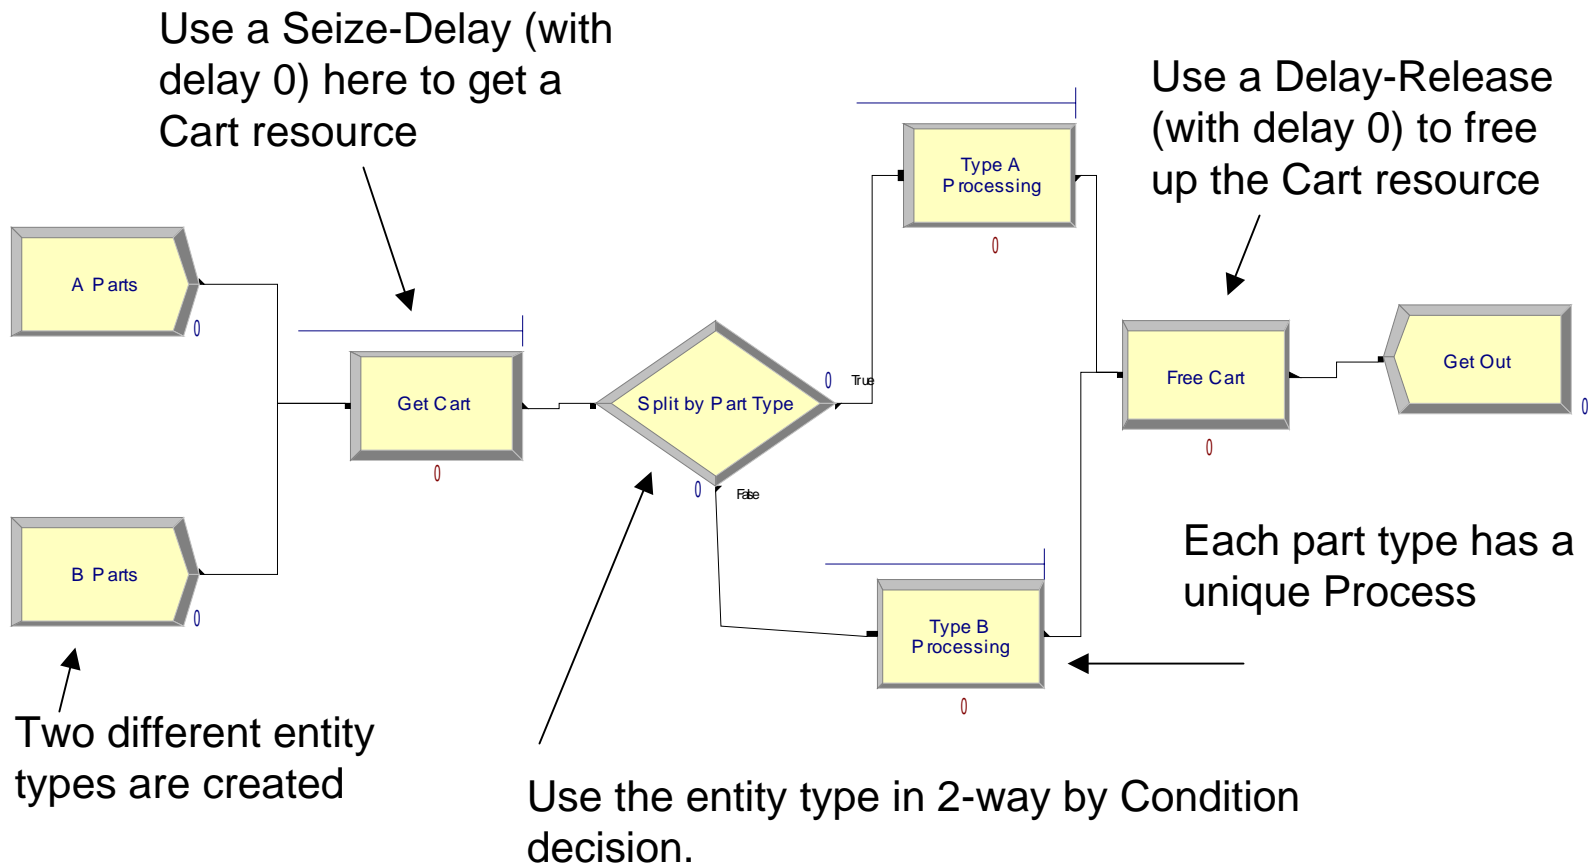 Use a Seize-Delay (with
delay 0) here to get a
Cart resource
Use a Delay-Release
(with delay 0) to free
up the Cart resource
Type A
Processing
0
A Parts
0
Get Cart
0
Split by Part Type
0
True
0
False
Free Cart
0
Get Out
0
B Parts
0
Type B
Processing
0
Each part type has a
unique Process
Two different entity
types are created
Use the entity type in 2-way by Condition
decision.